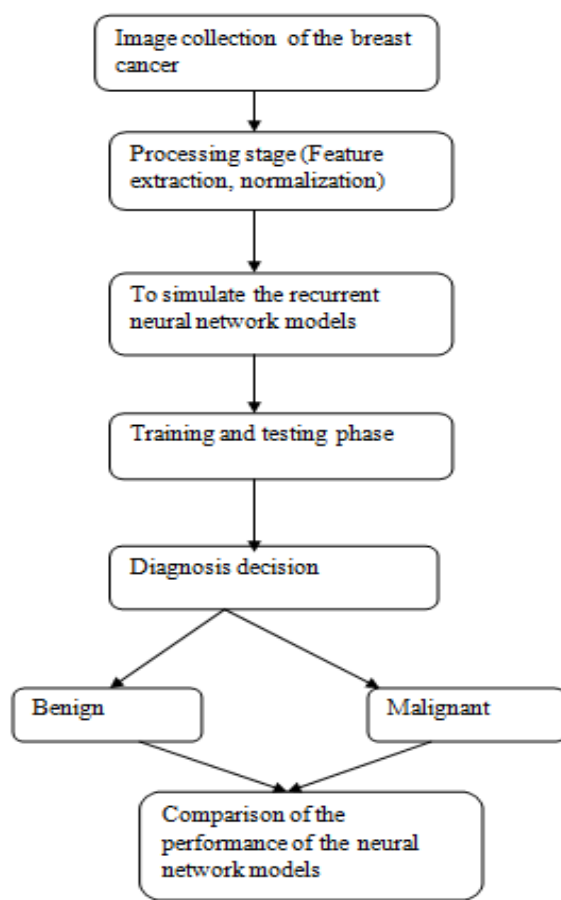 Image collection of the breast
cancer
Processing stage (Feature
extraction, normalization)
To simulate the recurrent
neural network models
Training and testing phase
Diagnosis decision
Benign
Malignant
Comparison of the
performance of the neural
network models